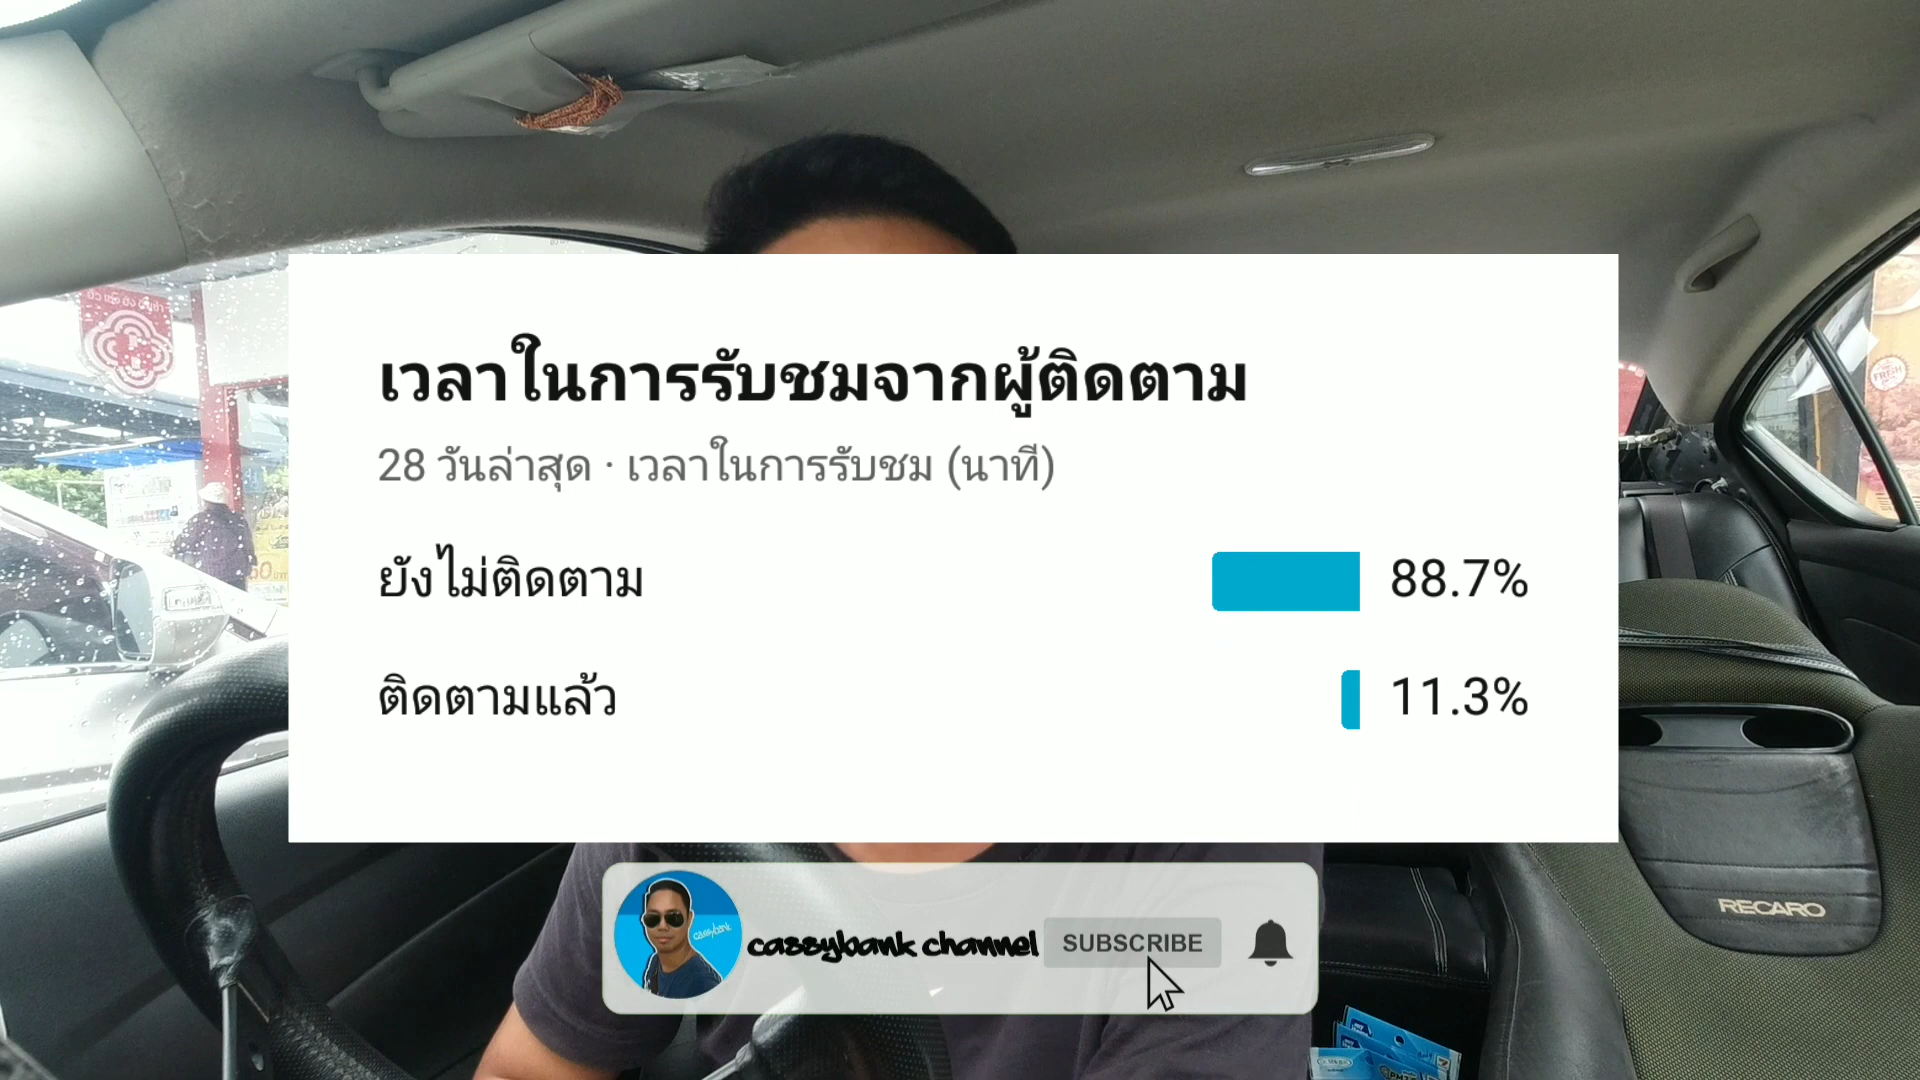 เวลาในการรับชมจากผู้ติดตาม
28 วันล่าสุด · เวลาในการรับชม (นาที)
ยังไม่ติดตาม 88.7%
ติดตามแล้ว 11.3%
cassybank
cassybank channel SUBSCRIBE
RECARO
FRESH